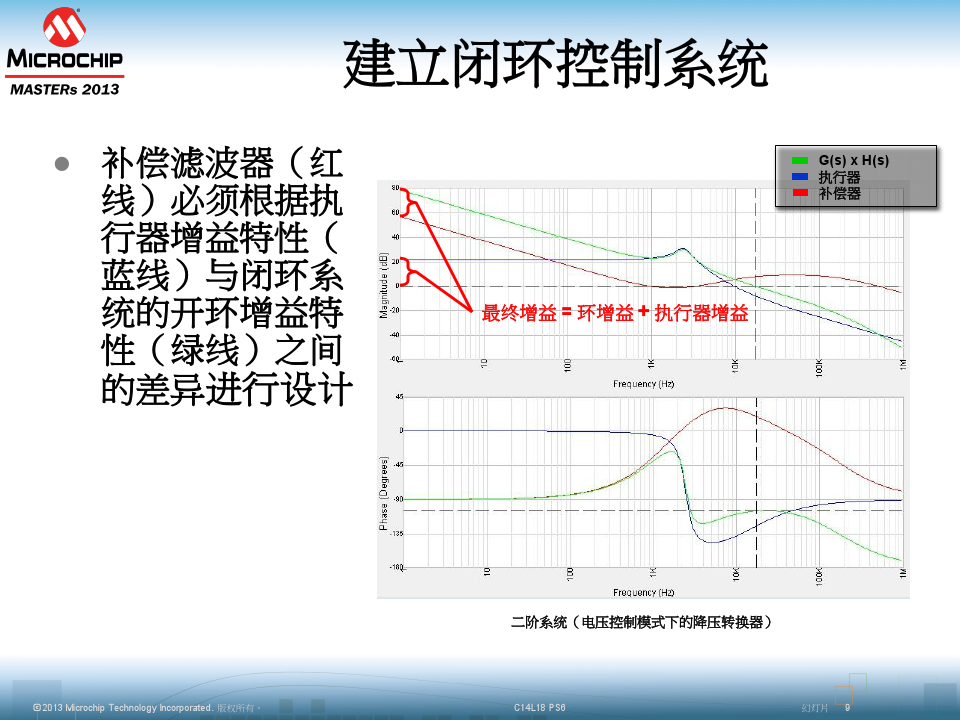 MICROCHIP
MASTERs 2013
建立闭环控制系统
补偿滤波器（红
线）必须根据执
行器增益特性（
蓝线）与闭环系
统的开环增益特
性（绿线）之间
的差异进行设计
G(s) x H(s)
执行器
补偿器
80
60
40
20
0
-20
-40
-60
Magnitude (dB)
最终增益 = 环增益 + 执行器增益
1 10 100 1K 10K 100K 1M
Frequency (Hz)
45
0
-45
-90
-135
-180
Phase (Degrees)
1 10 100 1K 10K 100K 1M
Frequency (Hz)
二阶系统（电压控制模式下的降压转换器）
©2013 Microchip Technology Incorporated. 版权所有。
C14L18 PS6
幻灯片 9